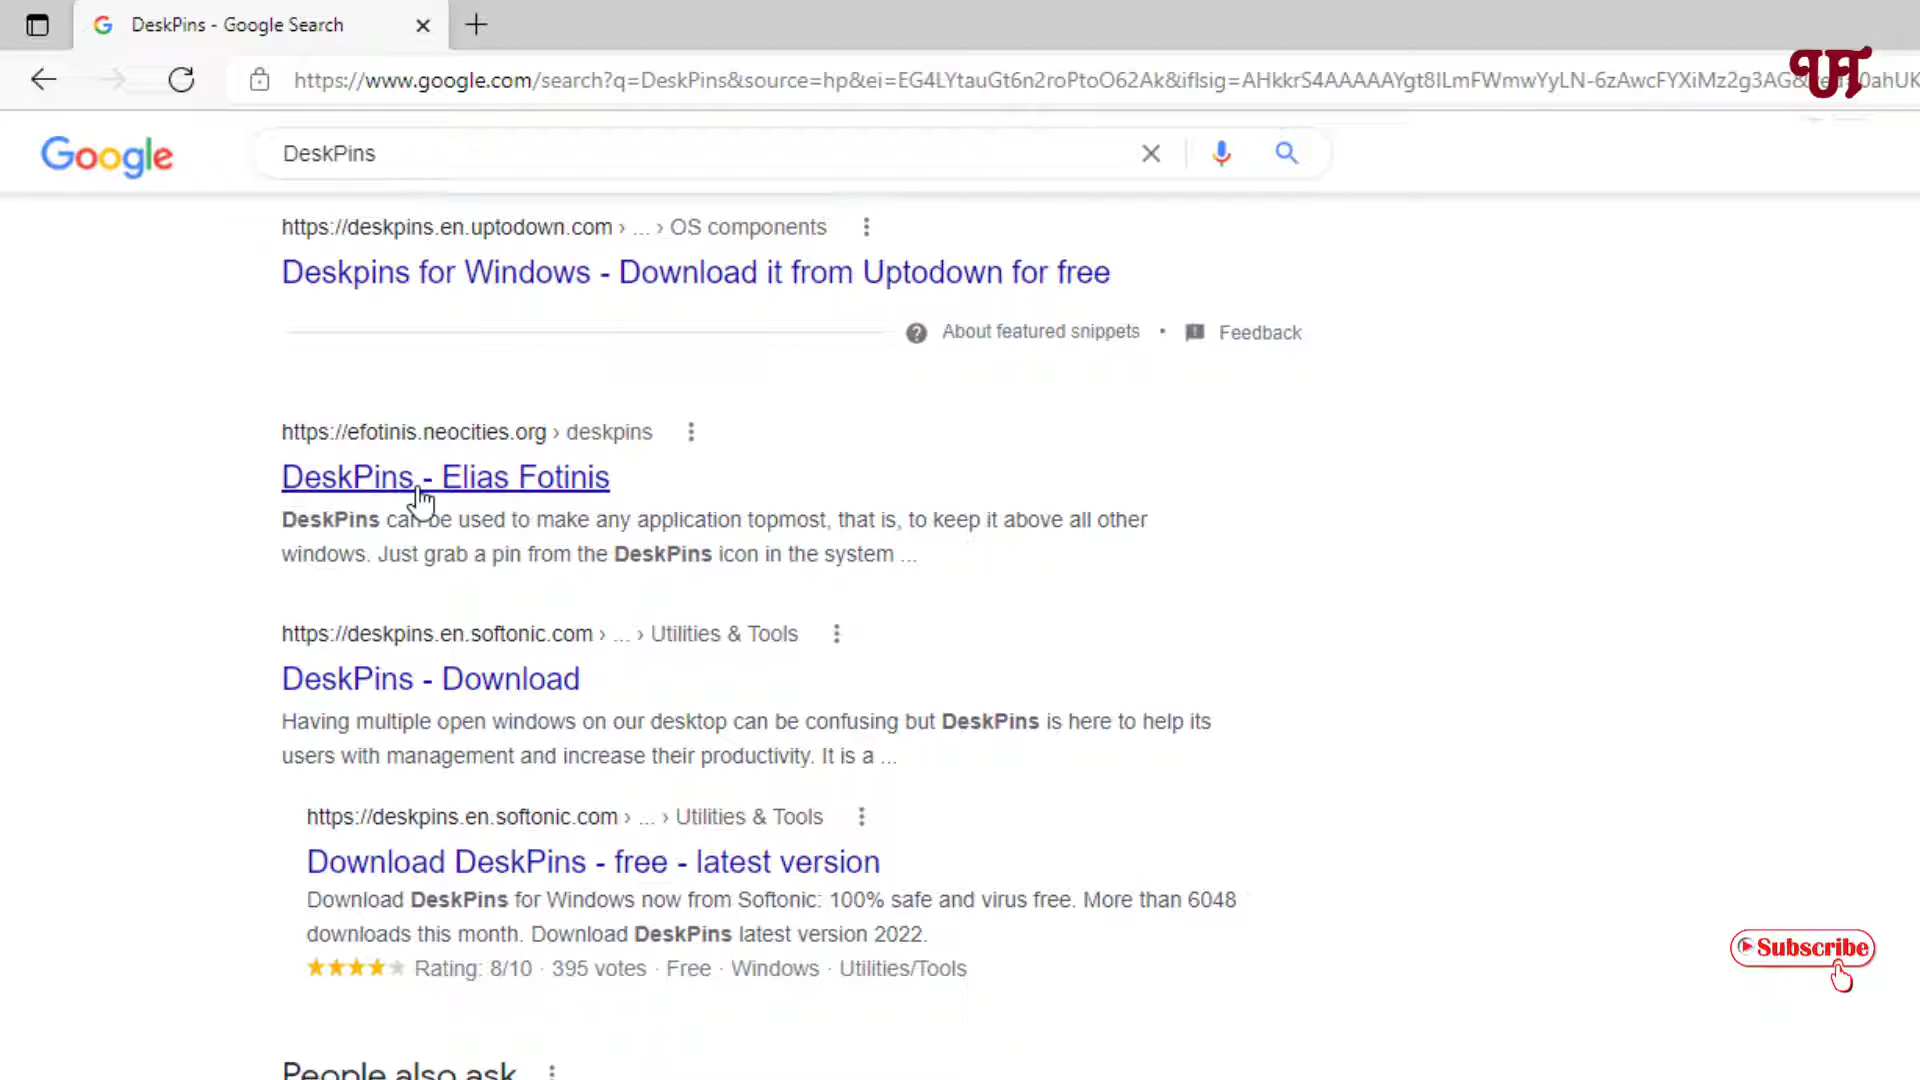 DeskPins - Google Search
UT
https://www.google.com/search?q=DeskPins&source=hp&ei=EG4LYtauGt6n2roPtoO62Ak&iflsig=AHkkrS4AAAAAYgt8ILmFWmwYyLN-6zAwcFYXiMz2g3AG&
Google
DeskPins
https://deskpins.en.uptodown.com › ... › OS components
Deskpins for Windows - Download it from Uptodown for free
About featured snippets • Feedback
https://efotinis.neocities.org › deskpins
DeskPins - Elias Fotinis
DeskPins can be used to make any application topmost, that is, to keep it above all other
windows. Just grab a pin from the DeskPins icon in the system ...
https://deskpins.en.softonic.com › ... › Utilities & Tools
DeskPins - Download
Having multiple open windows on our desktop can be confusing but DeskPins is here to help its
users with management and increase their productivity. It is a ...
https://deskpins.en.softonic.com › ... › Utilities & Tools
Download DeskPins - free - latest version
Download DeskPins for Windows now from Softonic: 100% safe and virus free. More than 6048
downloads this month. Download DeskPins latest version 2022.
Rating: 8/10 · 395 votes · Free · Windows · Utilities/Tools
Subscribe
People also ask